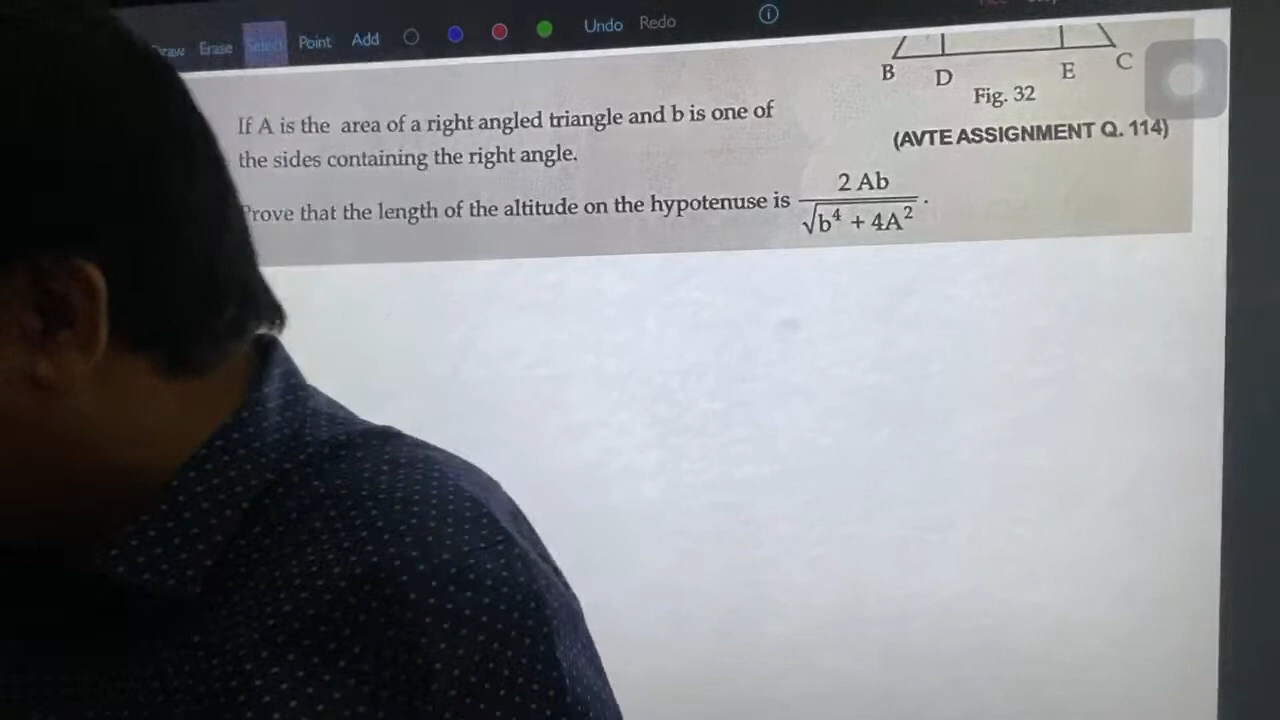 Erase Select Point Add Undo Redo
B D E C
Fig. 32
(AVTE ASSIGNMENT Q. 114)
If A is the area of a right angled triangle and b is one of
the sides containing the right angle.
Prove that the length of the altitude on the hypotenuse is 2 Ab / √b⁴ + 4A² .